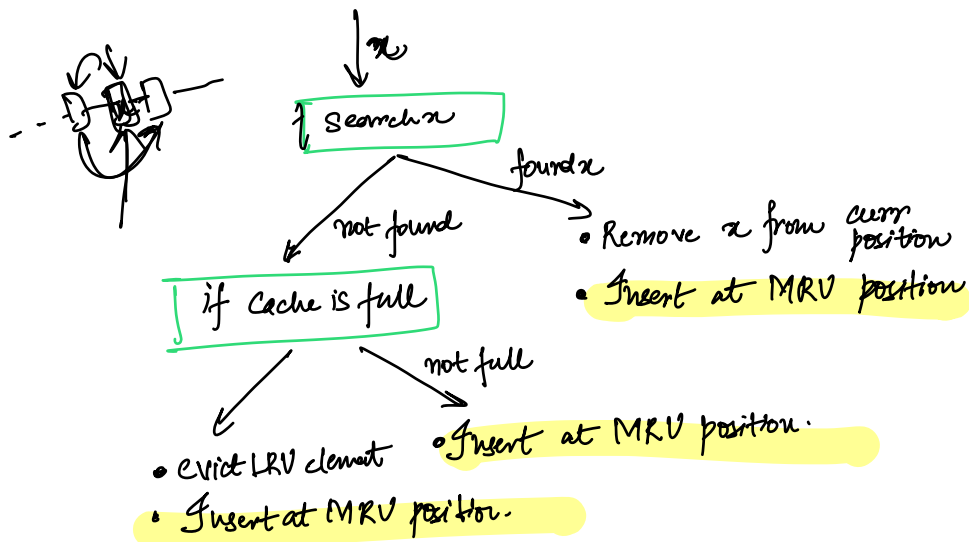 x
search x
found x
not found
• Remove x from curr position
• Insert at MRU position
if cache is full
not full
• Insert at MRU position.
• evict LRU element
• Insert at MRU position.